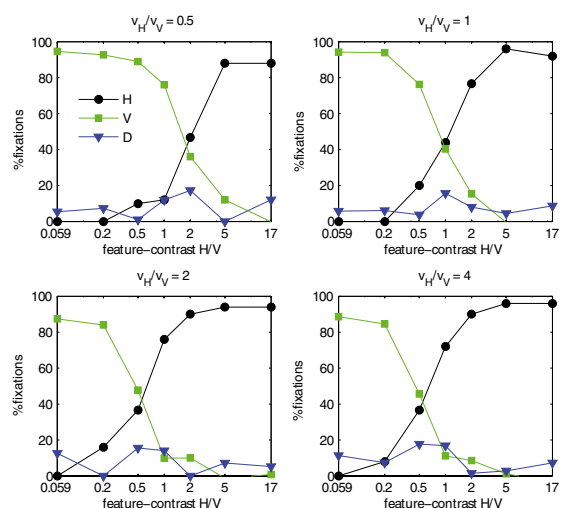 v_H/v_V = 0.5
100
80
60
40
20
0
%fixations
H
V
D
0.059 0.2 0.5 1 2 5 17
feature-contrast H/V
v_H/v_V = 1
100
80
60
40
20
0
%fixations
0.059 0.2 0.5 1 2 5 17
feature-contrast H/V
v_H/v_V = 2
100
80
60
40
20
0
%fixations
0.059 0.2 0.5 1 2 5 17
feature-contrast H/V
v_H/v_V = 4
100
80
60
40
20
0
%fixations
0.059 0.2 0.5 1 2 5 17
feature-contrast H/V